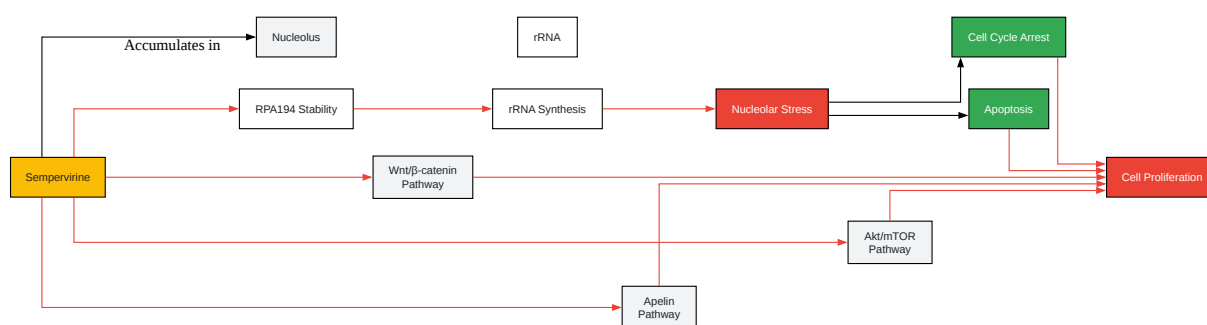 Nucleolus
rRNA
Cell Cycle Arrest
Accumulates in
RPA194 Stability
rRNA Synthesis
Nucleolar Stress
Apoptosis
Sempervirine
Wnt/β-catenin
Pathway
Cell Proliferation
Akt/mTOR
Pathway
Apelin
Pathway